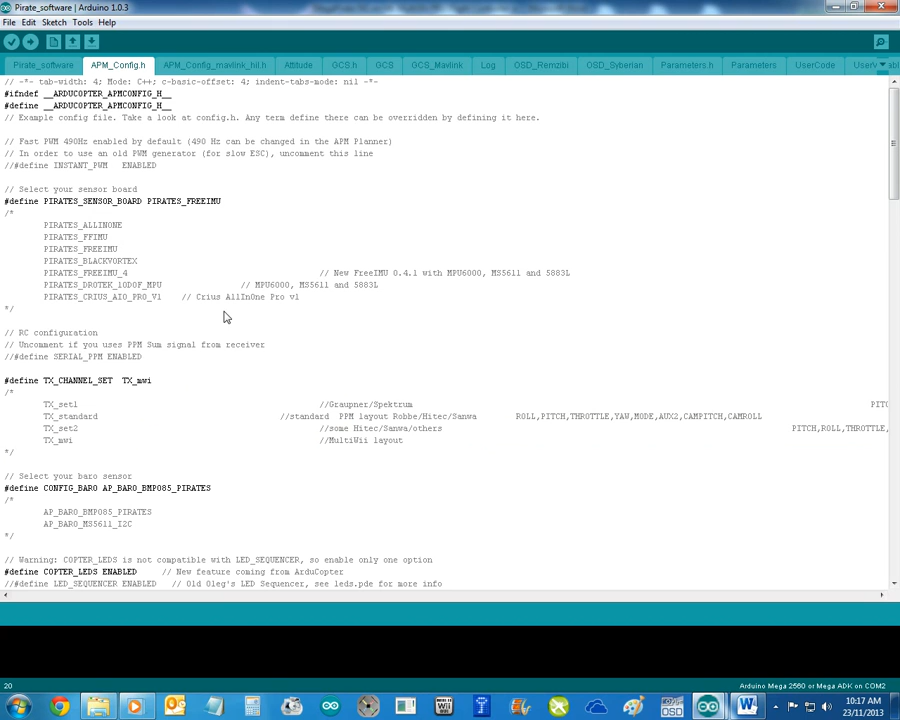 Pirate_software | Arduino 1.0.3
File Edit Sketch Tools Help
Pirate_software APM_Config.h APM_Config_mavlink_hil.h Attitude GCS.h GCS GCS_Mavlink Log OSD_Remzibi OSD_Syberian Parameters.h Parameters UserCode
// -*- tab-width: 4; Mode: C++; c-basic-offset: 4; indent-tabs-mode: nil -*-
#ifndef __ARDUCOPTER_APMCONFIG_H__
#define __ARDUCOPTER_APMCONFIG_H__
// Example config file. Take a look at config.h. Any term define there can be overridden by defining it here.
// Fast PWM 490Hz enabled by default (490 Hz can be changed in the APM Planner)
// In order to use an old PWM generator (for slow ESC), uncomment this line
//#define INSTANT_PWM ENABLED
// Select your sensor board
#define PIRATES_SENSOR_BOARD PIRATES_FREEIMU
/*
PIRATES_ALLINONE
PIRATES_FFIMU
PIRATES_FREEIMU
PIRATES_BLACKVORTEX
PIRATES_FREEIMU_4 // New FreeIMU 0.4.1 with MPU6000, MS5611 and 5883L
PIRATES_DROTEK_10DOF_MPU // MPU6000, MS5611 and 5883L
PIRATES_CRIUS_AIO_PRO_V1 // Crius AllInOne Pro v1
*/
// RC configuration
// Uncomment if you uses PPM Sum signal from receiver
//#define SERIAL_PPM ENABLED
#define TX_CHANNEL_SET TX_mwi
/*
TX_set1 //Graupner/Spektrum PITC
TX_standard //standard PPM layout Robbe/Hitec/Sanwa ROLL,PITCH,THROTTLE,YAW,MODE,AUX2,CAMPITCH,CAMROLL
TX_set2 //some Hitec/Sanwa/others PITCH,ROLL,THROTTLE,
TX_mwi //MultiWii layout
*/
// Select your baro sensor
#define CONFIG_BARO AP_BARO_BMP085_PIRATES
/*
AP_BARO_BMP085_PIRATES
AP_BARO_MS5611_I2C
*/
// Warning: COPTER_LEDS is not compatible with LED_SEQUENCER, so enable only one option
#define COPTER_LEDS ENABLED // New feature coming from ArduCopter
//#define LED_SEQUENCER ENABLED // Old Oleg's LED Sequencer, see leds.pde for more info
20 Arduino Mega 2560 or Mega ADK on COM2
10:17 AM
23/11/2013